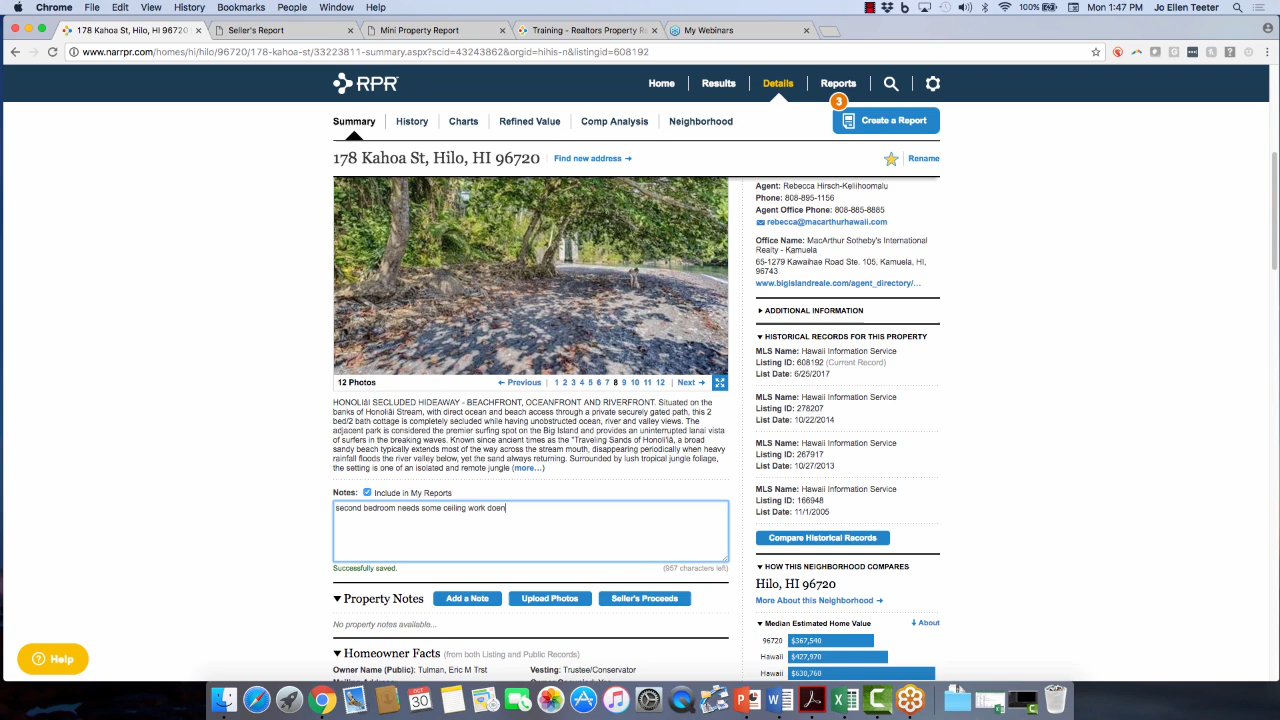 Chrome File Edit View History Bookmarks People Window Help
100% Mon 1:47 PM Jo Ellen Teeter
178 Kahoa St, Hilo, HI 96720
Seller's Report
Mini Property Report
Training - Realtors Property R
My Webinars
www.narrpr.com/homes/hi/hilo/96720/178-kahoa-st/33223811-summary.aspx?scid=43243862&orgid=hihis-n&listingid=608192
RPR
Home Results Details Reports
3
Summary History Charts Refined Value Comp Analysis Neighborhood
Create a Report
178 Kahoa St, Hilo, HI 96720 Find new address →
Rename
12 Photos ← Previous | 1 2 3 4 5 6 7 8 9 10 11 12 | Next →
HONOLIʻI SECLUDED HIDEAWAY - BEACHFRONT, OCEANFRONT AND RIVERFRONT. Situated on the
banks of Honoliʻi Stream, with direct ocean and beach access through a private securely gated path, this 2
bed/2 bath cottage is completely secluded while having unobstructed ocean, river and valley views. The
adjacent park is considered the premier surfing spot on the Big Island and provides an uninterrupted lanai vista
of surfers in the breaking waves. Known since ancient times as the "Traveling Sands of Honoliʻi", a broad
sandy beach typically extends most of the way across the stream mouth, disappearing periodically when heavy
rainfall floods the river valley below, yet the sand always returning. Surrounded by lush tropical jungle foliage,
the setting is one of an isolated and remote jungle (more...)
Notes: Include in My Reports
second bedroom needs some ceiling work doen
Successfully saved. (957 characters left)
Property Notes Add a Note Upload Photos Seller's Proceeds
No property notes available...
Homeowner Facts (from both Listing and Public Records)
Owner Name (Public): Tulman, Eric M Trst Vesting: Trustee/Conservator
Agent: Rebecca Hirsch-Keliihoomalu
Phone: 808-895-1156
Agent Office Phone: 808-885-8885
rebecca@macarthurhawaii.com
Office Name: MacArthur Sotheby's International
Realty - Kamuela
65-1279 Kawaihae Road Ste. 105, Kamuela, HI,
96743
www.bigislandreale.com/agent_directory/...
ADDITIONAL INFORMATION
HISTORICAL RECORDS FOR THIS PROPERTY
MLS Name: Hawaii Information Service
Listing ID: 608192 (Current Record)
List Date: 6/25/2017
MLS Name: Hawaii Information Service
Listing ID: 278207
List Date: 10/22/2014
MLS Name: Hawaii Information Service
Listing ID: 267917
List Date: 10/27/2013
MLS Name: Hawaii Information Service
Listing ID: 166948
List Date: 11/1/2005
Compare Historical Records
HOW THIS NEIGHBORHOOD COMPARES
Hilo, HI 96720
More About this Neighborhood →
Median Estimated Home Value About
96720 $367,540
Hawaii $427,970
Hawaii $630,760
Help
OCT
30